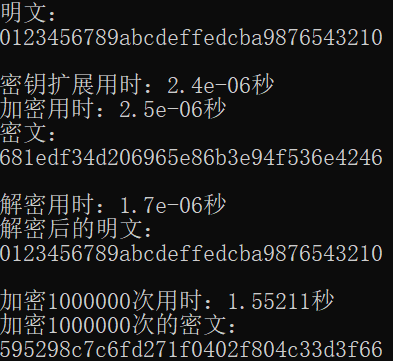 明文：
0123456789abcdeffedcba9876543210
密钥扩展用时：2.4e-06秒
加密用时：2.5e-06秒
密文：
681edf34d206965e86b3e94f536e4246
解密用时：1.7e-06秒
解密后的明文：
0123456789abcdeffedcba9876543210
加密1000000次用时：1.55211秒
加密1000000次的密文：
595298c7c6fd271f0402f804c33d3f66